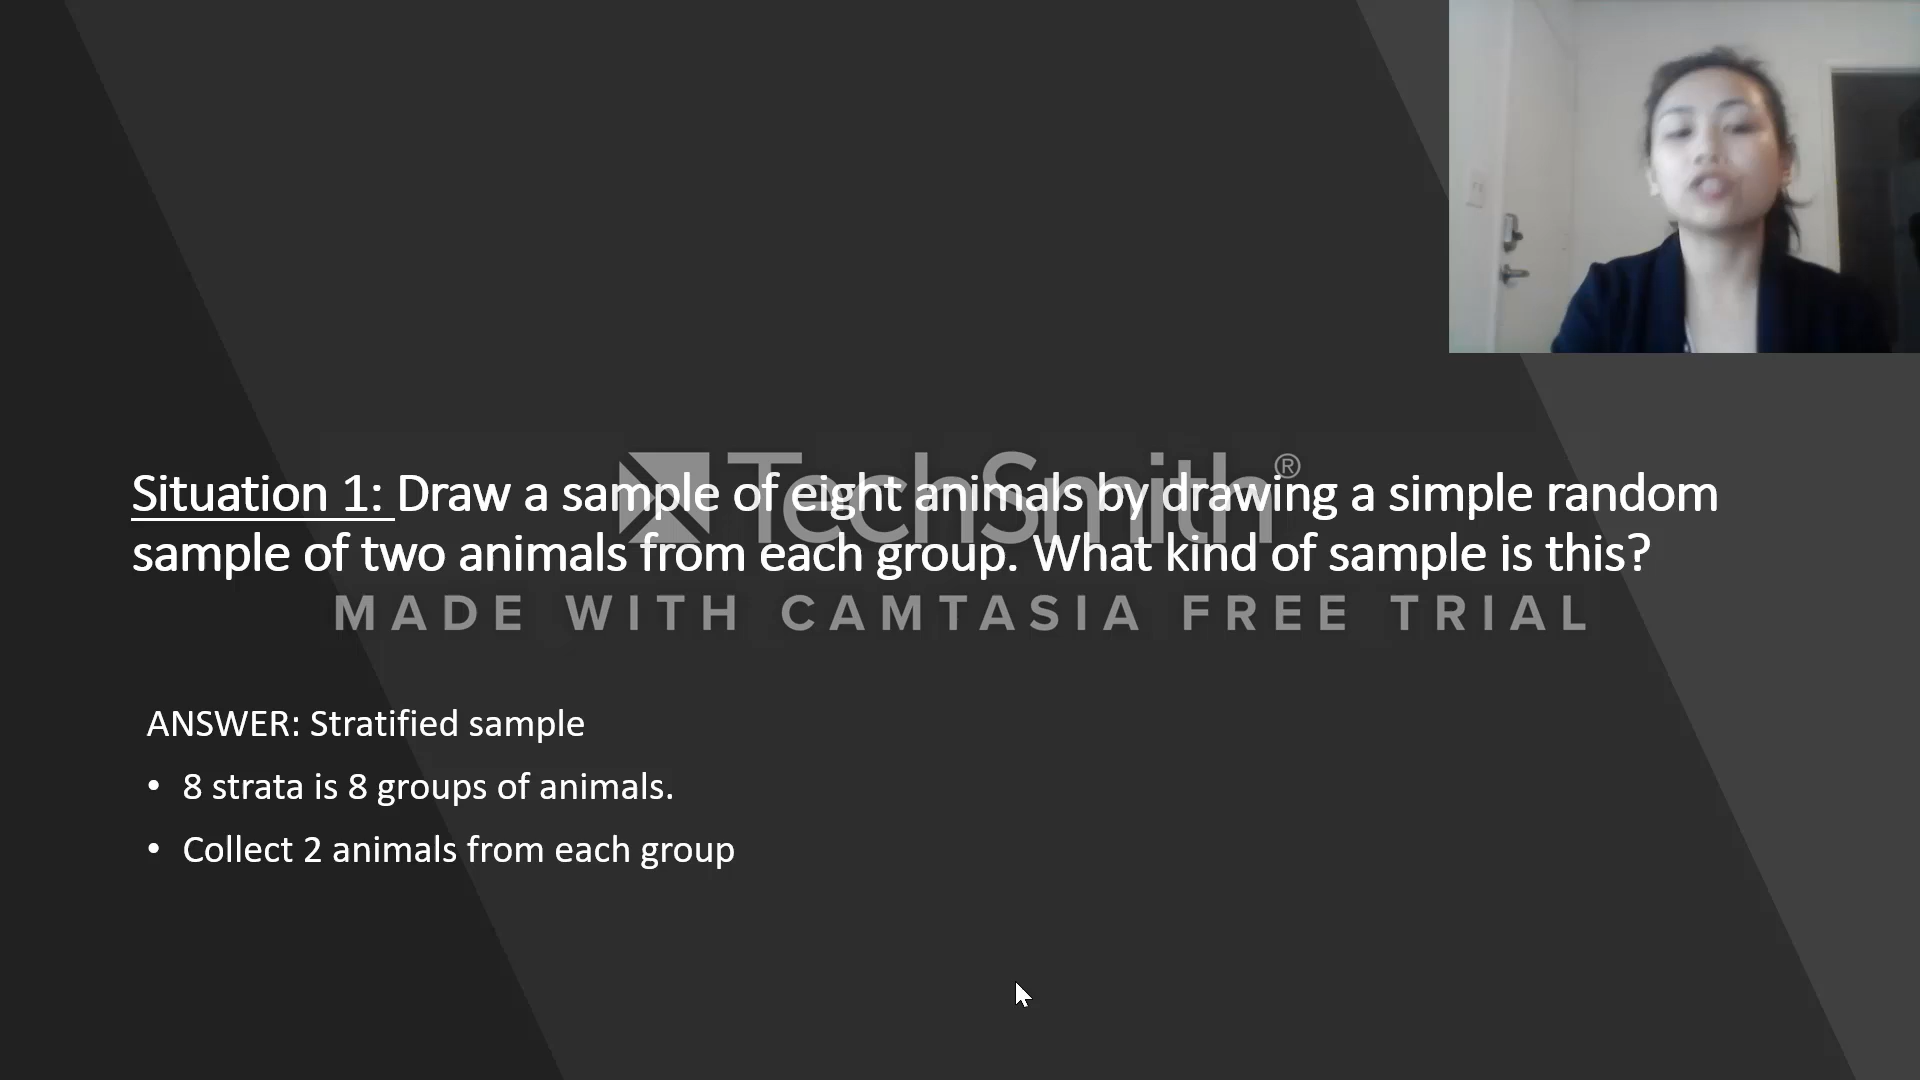 Situation 1: Draw a sample of eight animals by drawing a simple random
sample of two animals from each group. What kind of sample is this?
TechSmith®
MADE WITH CAMTASIA FREE TRIAL
ANSWER: Stratified sample
• 8 strata is 8 groups of animals.
• Collect 2 animals from each group